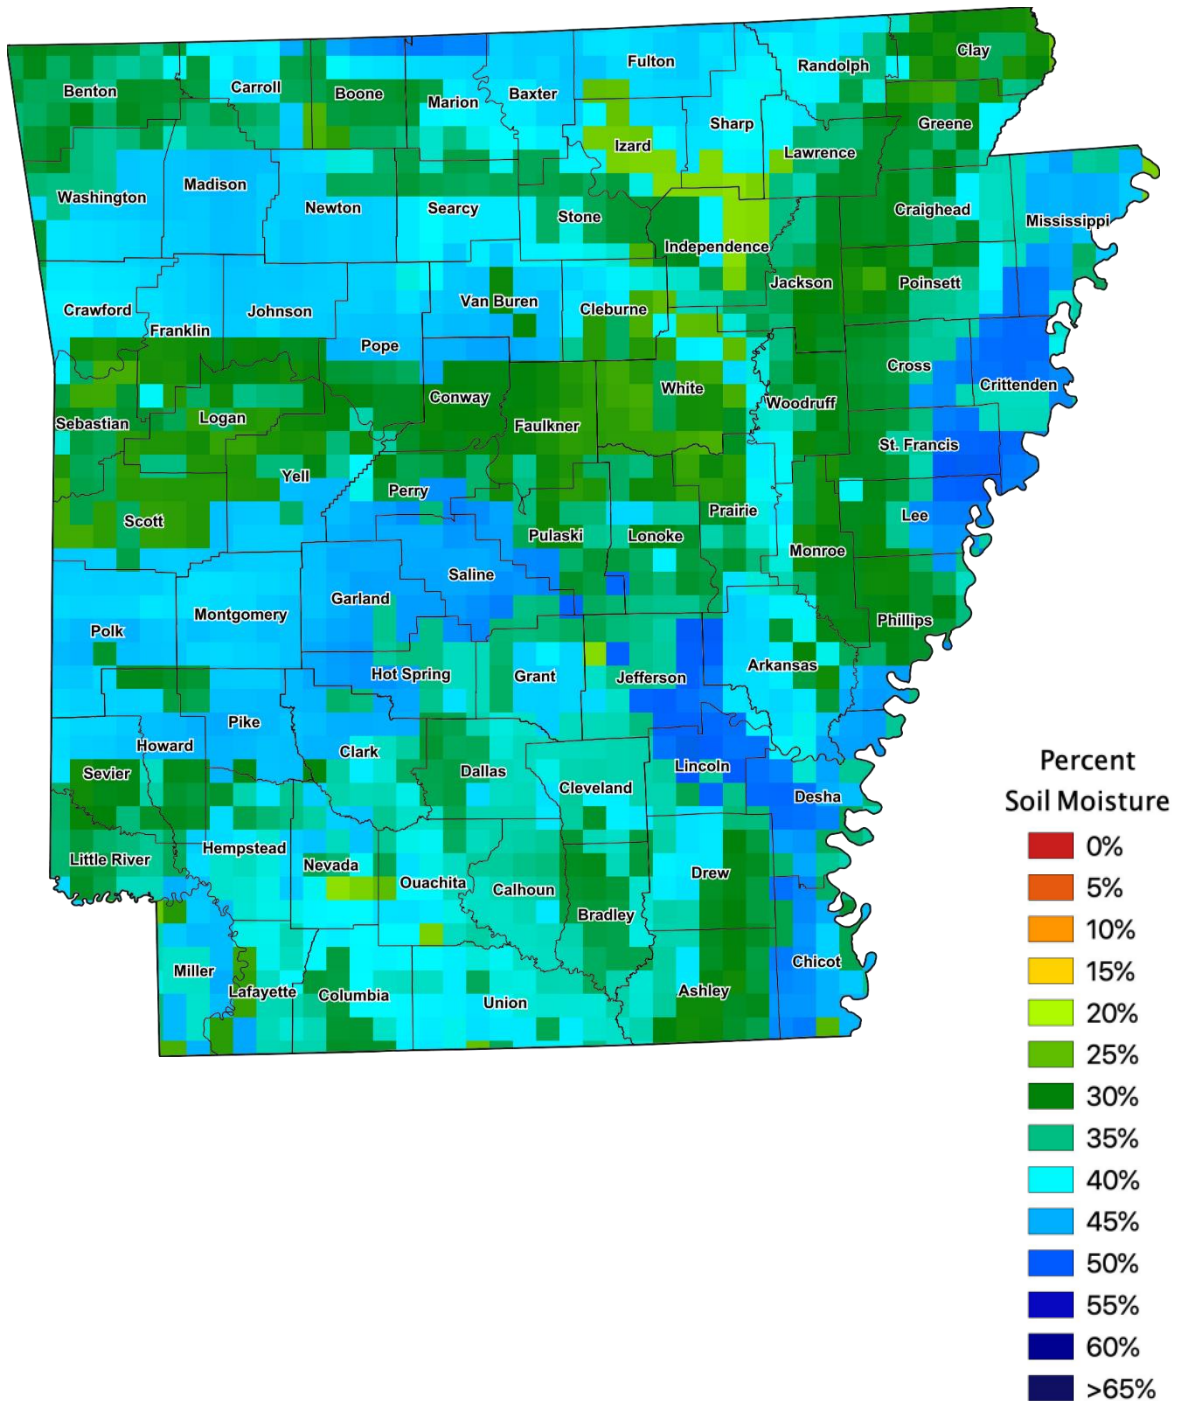 Clay
Benton
Carroll
Boone
Marion
Baxter
Fulton
Randolph
Sharp
Greene
Izard
Lawrence
Washington
Madison
Newton
Searcy
Stone
Craighead
Mississippi
Independence
Crawford
Franklin
Johnson
Pope
Van Buren
Cleburne
Jackson
Poinsett
Cross
Crittenden
Sebastian
Logan
Conway
Faulkner
White
Woodruff
St. Francis
Yell
Perry
Scott
Pulaski
Lonoke
Prairie
Lee
Monroe
Saline
Garland
Montgomery
Polk
Phillips
Hot Spring
Grant
Jefferson
Arkansas
Pike
Howard
Clark
Sevier
Dallas
Cleveland
Lincoln
Desha
Little River
Hempstead
Nevada
Ouachita
Calhoun
Drew
Bradley
Miller
Lafayette
Columbia
Union
Ashley
Chicot
Percent
Soil Moisture
0%
5%
10%
15%
20%
25%
30%
35%
40%
45%
50%
55%
60%
>65%